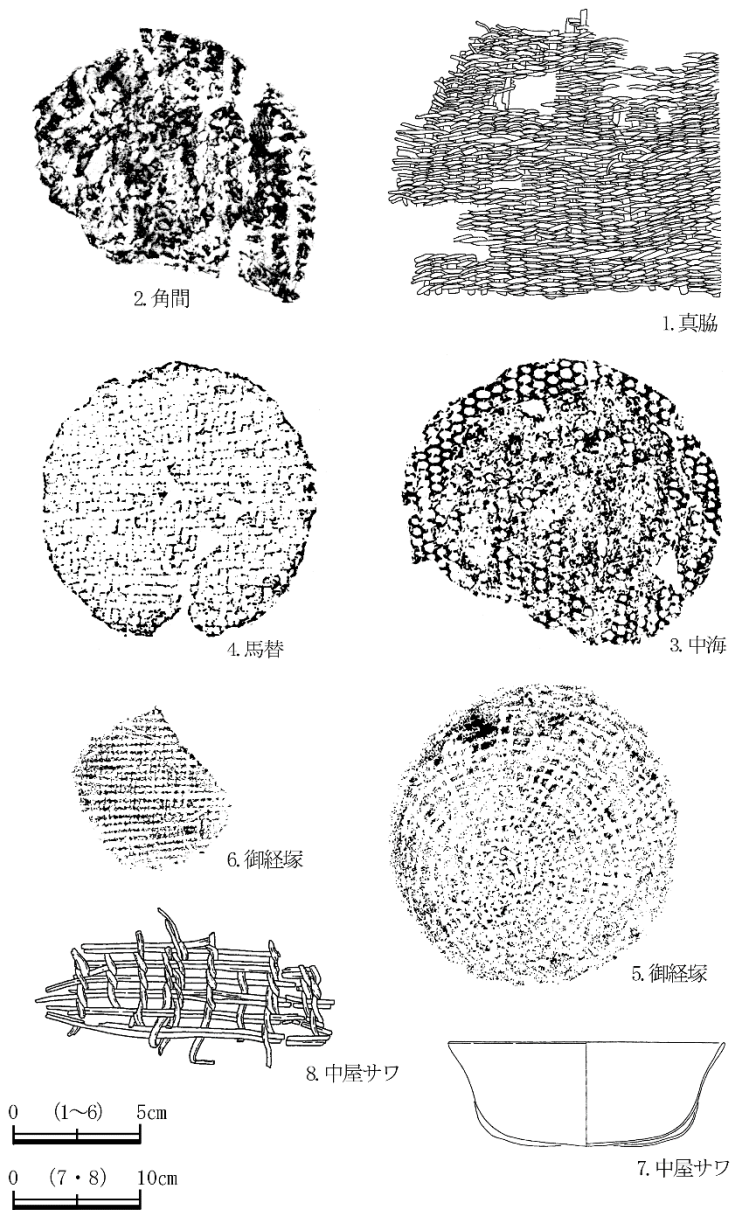 2. 角間
1. 真脇
4. 馬替
3. 中海
6. 御経塚
5. 御経塚
8. 中屋サワ
7. 中屋サワ
0 (1〜6) 5cm
0 (7・8) 10cm